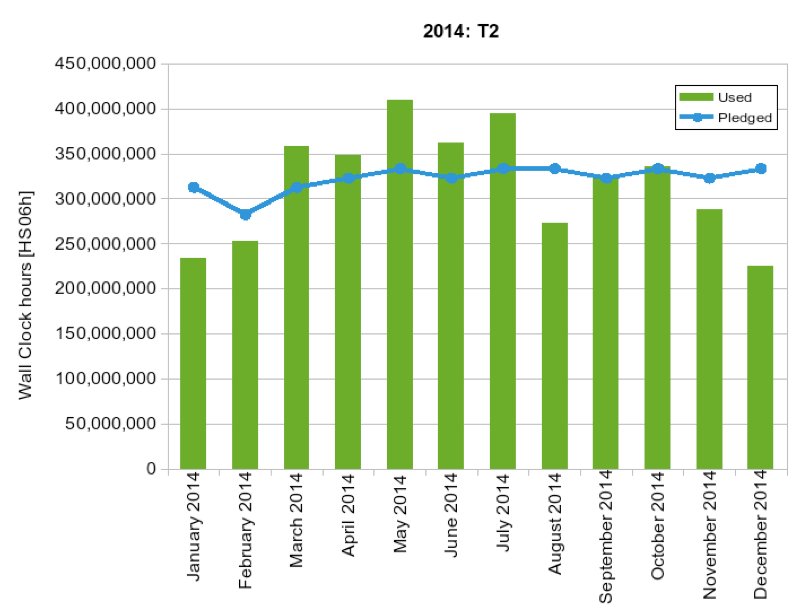 2014: T2
450,000,000
400,000,000
350,000,000
300,000,000
250,000,000
200,000,000
150,000,000
100,000,000
50,000,000
0
Wall Clock hours [HS06h]
Used
Pledged
January 2014
February 2014
March 2014
April 2014
May 2014
June 2014
July 2014
August 2014
September 2014
October 2014
November 2014
December 2014